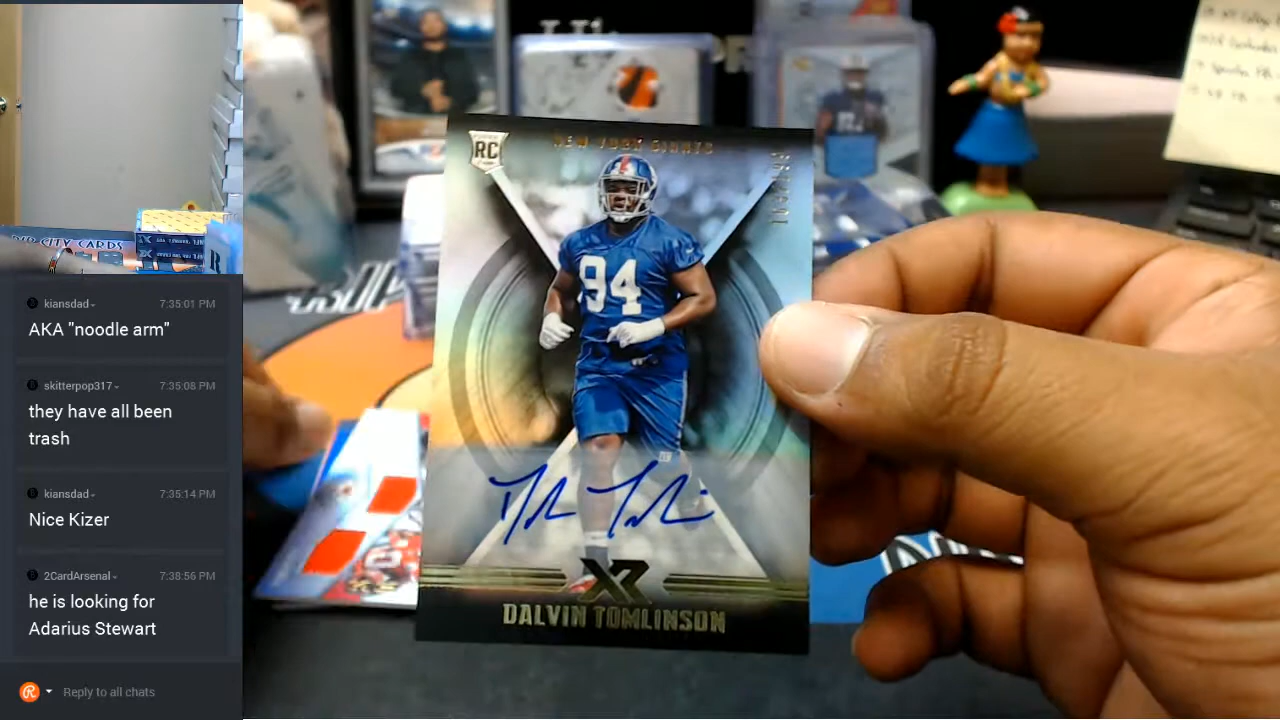 kiansdad
7:35:01 PM
AKA "noodle arm"
skitterpop317
7:35:08 PM
they have all been
trash
kiansdad
7:35:14 PM
Nice Kizer
2CardArsenal
7:38:56 PM
he is looking for
Adarius Stewart
Reply to all chats
CITY CARDS
RC
NEW YORK GIANTS
94
XR
DALVIN TOMLINSON